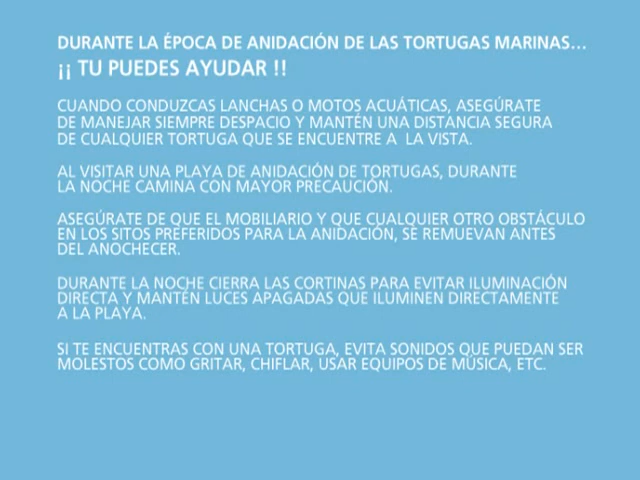 DURANTE LA ÉPOCA DE ANIDACIÓN DE LAS TORTUGAS MARINAS...
¡¡ TU PUEDES AYUDAR !!
CUANDO CONDUZCAS LANCHAS O MOTOS ACUÁTICAS, ASEGÚRATE
DE MANEJAR SIEMPRE DESPACIO Y MANTÉN UNA DISTANCIA SEGURA
DE CUALQUIER TORTUGA QUE SE ENCUENTRE A LA VISTA.
AL VISITAR UNA PLAYA DE ANIDACIÓN DE TORTUGAS, DURANTE
LA NOCHE CAMINA CON MAYOR PRECAUCIÓN.
ASEGÚRATE DE QUE EL MOBILIARIO Y QUE CUALQUIER OTRO OBSTÁCULO
EN LOS SITOS PREFERIDOS PARA LA ANIDACIÓN, SE REMUEVAN ANTES
DEL ANOCHECER.
DURANTE LA NOCHE CIERRA LAS CORTINAS PARA EVITAR ILUMINACIÓN
DIRECTA Y MANTÉN LUCES APAGADAS QUE ILUMINEN DIRECTAMENTE
A LA PLAYA.
SI TE ENCUENTRAS CON UNA TORTUGA, EVITA SONIDOS QUE PUEDAN SER
MOLESTOS COMO GRITAR, CHIFLAR, USAR EQUIPOS DE MÚSICA, ETC.